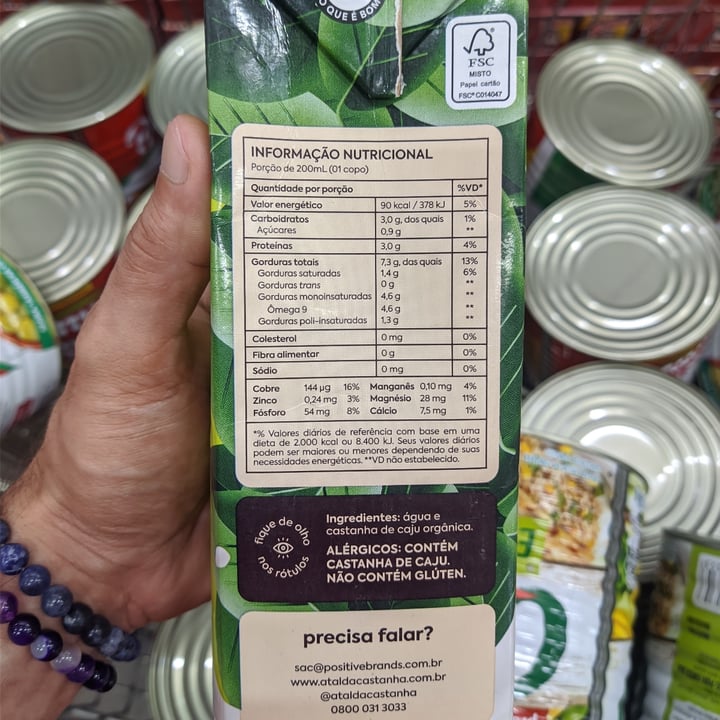 O QUE É BOM
FSC
MISTO
Papel cartão
FSC® C014047
INFORMAÇÃO NUTRICIONAL
Porção de 200mL (01 copo)
Quantidade por porção %VD*
Valor energético 90 kcal / 378 kJ 5%
Carboidratos 3,0 g, dos quais 1%
Açúcares 0,9 g **
Proteínas 3,0 g 4%
Gorduras totais 7,3 g, das quais 13%
Gorduras saturadas 1,4 g 6%
Gorduras trans 0 g **
Gorduras monoinsaturadas 4,6 g **
Ômega 9 4,6 g **
Gorduras poli-insaturadas 1,3 g **
Colesterol 0 mg 0%
Fibra alimentar 0 g 0%
Sódio 0 mg 0%
Cobre 144 µg 16% Manganês 0,10 mg 4%
Zinco 0,24 mg 3% Magnésio 28 mg 11%
Fósforo 54 mg 8% Cálcio 7,5 mg 1%
*% Valores diários de referência com base em uma
dieta de 2.000 kcal ou 8.400 kJ. Seus valores diários
podem ser maiores ou menores dependendo de suas
necessidades energéticas. **VD não estabelecido.
fique de olho
nos rótulos
Ingredientes: água e
castanha de caju orgânica.
ALÉRGICOS: CONTÉM
CASTANHA DE CAJU.
NÃO CONTÉM GLÚTEN.
precisa falar?
sac@positivebrands.com.br
www.ataldacastanha.com.br
@ataldacastanha
0800 031 3033